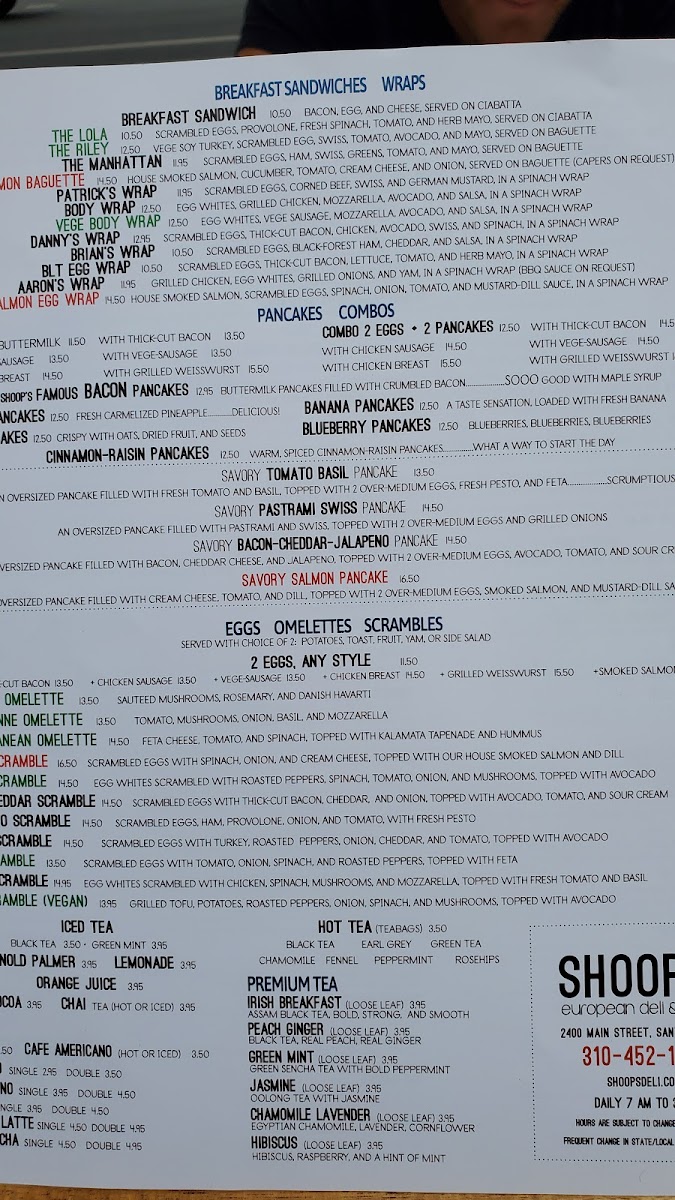 BREAKFAST SANDWICHES WRAPS
BREAKFAST SANDWICH 10.50 BACON, EGG, AND CHEESE, SERVED ON CIABATTA
THE LOLA 10.50 SCRAMBLED EGGS, PROVOLONE, FRESH SPINACH, TOMATO, AND HERB MAYO, SERVED ON CIABATTA
THE RILEY 12.50 VEGE SOY TURKEY, SCRAMBLED EGG, SWISS, TOMATO, AVOCADO, AND MAYO, SERVED ON BAGUETTE
THE MANHATTAN 11.95 SCRAMBLED EGGS, HAM, SWISS, GREENS, TOMATO, AND MAYO, SERVED ON BAGUETTE
MON BAGUETTE 14.50 HOUSE SMOKED SALMON, CUCUMBER, TOMATO, CREAM CHEESE, AND ONION, SERVED ON BAGUETTE (CAPERS ON REQUEST)
PATRICK'S WRAP 11.95 SCRAMBLED EGGS, CORNED BEEF, SWISS, AND GERMAN MUSTARD, IN A SPINACH WRAP
BODY WRAP 12.50 EGG WHITES, GRILLED CHICKEN, MOZZARELLA, AVOCADO, AND SALSA, IN A SPINACH WRAP
VEGE BODY WRAP 12.50 EGG WHITES, VEGE SAUSAGE, MOZZARELLA, AVOCADO, AND SALSA, IN A SPINACH WRAP
DANNY'S WRAP 12.95 SCRAMBLED EGGS, THICK-CUT BACON, CHICKEN, AVOCADO, SWISS, AND SPINACH, IN A SPINACH WRAP
BRIAN'S WRAP 10.50 SCRAMBLED EGGS, BLACK-FOREST HAM, CHEDDAR, AND SALSA, IN A SPINACH WRAP
BLT EGG WRAP 10.50 SCRAMBLED EGGS, THICK-CUT BACON, LETTUCE, TOMATO, AND HERB MAYO, IN A SPINACH WRAP
AARON'S WRAP 11.95 GRILLED CHICKEN, EGG WHITES, GRILLED ONIONS, AND YAM, IN A SPINACH WRAP (BBQ SAUCE ON REQUEST)
ALMON EGG WRAP 14.50 HOUSE SMOKED SALMON, SCRAMBLED EGGS, SPINACH, ONION, TOMATO, AND MUSTARD-DILL SAUCE, IN A SPINACH WRAP
PANCAKES COMBOS
BUTTERMILK 11.50 WITH THICK-CUT BACON 13.50 COMBO 2 EGGS + 2 PANCAKES 12.50 WITH THICK-CUT BACON 14.5
AUSAGE 13.50 WITH VEGE-SAUSAGE 13.50 WITH CHICKEN SAUSAGE 14.50 WITH VEGE-SAUSAGE 14.50
BREAST 14.50 WITH GRILLED WEISSWURST 15.50 WITH CHICKEN BREAST 15.50 WITH GRILLED WEISSWURST
SHOOP'S FAMOUS BACON PANCAKES 12.95 BUTTERMILK PANCAKES FILLED WITH CRUMBLED BACON..................SOOO GOOD WITH MAPLE SYRUP
ANCAKES 12.50 FRESH CARMELIZED PINEAPPLE..........DELICIOUS! BANANA PANCAKES 12.50 A TASTE SENSATION, LOADED WITH FRESH BANANA
AKES 12.50 CRISPY WITH OATS, DRIED FRUIT, AND SEEDS BLUEBERRY PANCAKES 12.50 BLUEBERRIES, BLUEBERRIES, BLUEBERRIES
CINNAMON-RAISIN PANCAKES 12.50 WARM, SPICED CINNAMON-RAISIN PANCAKES.............WHAT A WAY TO START THE DAY
SAVORY TOMATO BASIL PANCAKE 13.50
N OVERSIZED PANCAKE FILLED WITH FRESH TOMATO AND BASIL, TOPPED WITH 2 OVER-MEDIUM EGGS, FRESH PESTO, AND FETA..................SCRUMPTIOUS
SAVORY PASTRAMI SWISS PANCAKE 14.50
AN OVERSIZED PANCAKE FILLED WITH PASTRAMI AND SWISS, TOPPED WITH 2 OVER-MEDIUM EGGS AND GRILLED ONIONS
SAVORY BACON-CHEDDAR-JALAPENO PANCAKE 14.50
VERSIZED PANCAKE FILLED WITH BACON, CHEDDAR CHEESE, AND JALAPENO, TOPPED WITH 2 OVER-MEDIUM EGGS, AVOCADO, TOMATO, AND SOUR CR
SAVORY SALMON PANCAKE 16.50
OVERSIZED PANCAKE FILLED WITH CREAM CHEESE, TOMATO, AND DILL, TOPPED WITH 2 OVER-MEDIUM EGGS, SMOKED SALMON, AND MUSTARD-DILL SA
EGGS OMELETTES SCRAMBLES
SERVED WITH CHOICE OF 2: POTATOES, TOAST, FRUIT, YAM, OR SIDE SALAD
2 EGGS, ANY STYLE 11.50
-CUT BACON 13.50 + CHICKEN SAUSAGE 13.50 + VEGE-SAUSAGE 13.50 + CHICKEN BREAST 14.50 + GRILLED WEISSWURST 15.50 +SMOKED SALMO
OMELETTE 13.50 SAUTEED MUSHROOMS, ROSEMARY, AND DANISH HAVARTI
NNE OMELETTE 13.50 TOMATO, MUSHROOMS, ONION, BASIL, AND MOZZARELLA
ANEAN OMELETTE 14.50 FETA CHEESE, TOMATO, AND SPINACH, TOPPED WITH KALAMATA TAPENADE AND HUMMUS
CRAMBLE 16.50 SCRAMBLED EGGS WITH SPINACH, ONION, AND CREAM CHEESE, TOPPED WITH OUR HOUSE SMOKED SALMON AND DILL
CRAMBLE 14.50 EGG WHITES SCRAMBLED WITH ROASTED PEPPERS, SPINACH, TOMATO, ONION, AND MUSHROOMS, TOPPED WITH AVOCADO
EDDAR SCRAMBLE 14.50 SCRAMBLED EGGS WITH THICK-CUT BACON, CHEDDAR, AND ONION, TOPPED WITH AVOCADO, TOMATO, AND SOUR CREAM
O SCRAMBLE 14.50 SCRAMBLED EGGS, HAM, PROVOLONE, ONION, AND TOMATO, WITH FRESH PESTO
SCRAMBLE 14.50 SCRAMBLED EGGS WITH TURKEY, ROASTED PEPPERS, ONION, CHEDDAR, AND TOMATO, TOPPED WITH AVOCADO
AMBLE 13.50 SCRAMBLED EGGS WITH TOMATO, ONION, SPINACH, AND ROASTED PEPPERS, TOPPED WITH FETA
CRAMBLE 14.95 EGG WHITES SCRAMBLED WITH CHICKEN, SPINACH, MUSHROOMS, AND MOZZARELLA, TOPPED WITH FRESH TOMATO AND BASIL
AMBLE (VEGAN) 13.95 GRILLED TOFU, POTATOES, ROASTED PEPPERS, ONION, SPINACH, AND MUSHROOMS, TOPPED WITH AVOCADO
ICED TEA
BLACK TEA 3.50 · GREEN MINT 3.95
NOLD PALMER 3.95 LEMONADE 3.95
ORANGE JUICE 3.95
COA 3.95 CHAI TEA (HOT OR ICED) 3.95
.50 CAFE AMERICANO (HOT OR ICED) 3.50
O SINGLE 2.95 DOUBLE 3.50
NO SINGLE 3.95 DOUBLE 4.50
NGLE 3.95 DOUBLE 4.50
LATTE SINGLE 4.50 DOUBLE 4.95
CHA SINGLE 4.50 DOUBLE 4.95
HOT TEA (TEABAGS) 3.50
BLACK TEA EARL GREY GREEN TEA
CHAMOMILE FENNEL PEPPERMINT ROSEHIPS
PREMIUM TEA
IRISH BREAKFAST (LOOSE LEAF) 3.95
ASSAM BLACK TEA, BOLD, STRONG, AND SMOOTH
PEACH GINGER (LOOSE LEAF) 3.95
BLACK TEA, REAL PEACH, REAL GINGER
GREEN MINT (LOOSE LEAF) 3.95
GREEN SENCHA TEA WITH BOLD PEPPERMINT
JASMINE (LOOSE LEAF) 3.95
OOLONG TEA WITH JASMINE
CHAMOMILE LAVENDER (LOOSE LEAF) 3.95
EGYPTIAN CHAMOMILE, LAVENDER, CORNFLOWER
HIBISCUS (LOOSE LEAF) 3.95
HIBISCUS, RASPBERRY, AND A HINT OF MINT
SHOOP
european deli &
2400 MAIN STREET, SAN
310-452-1
SHOOPSDELI.CO
DAILY 7 AM TO 3
HOURS ARE SUBJECT TO CHANGE
FREQUENT CHANGE IN STATE/LOCAL